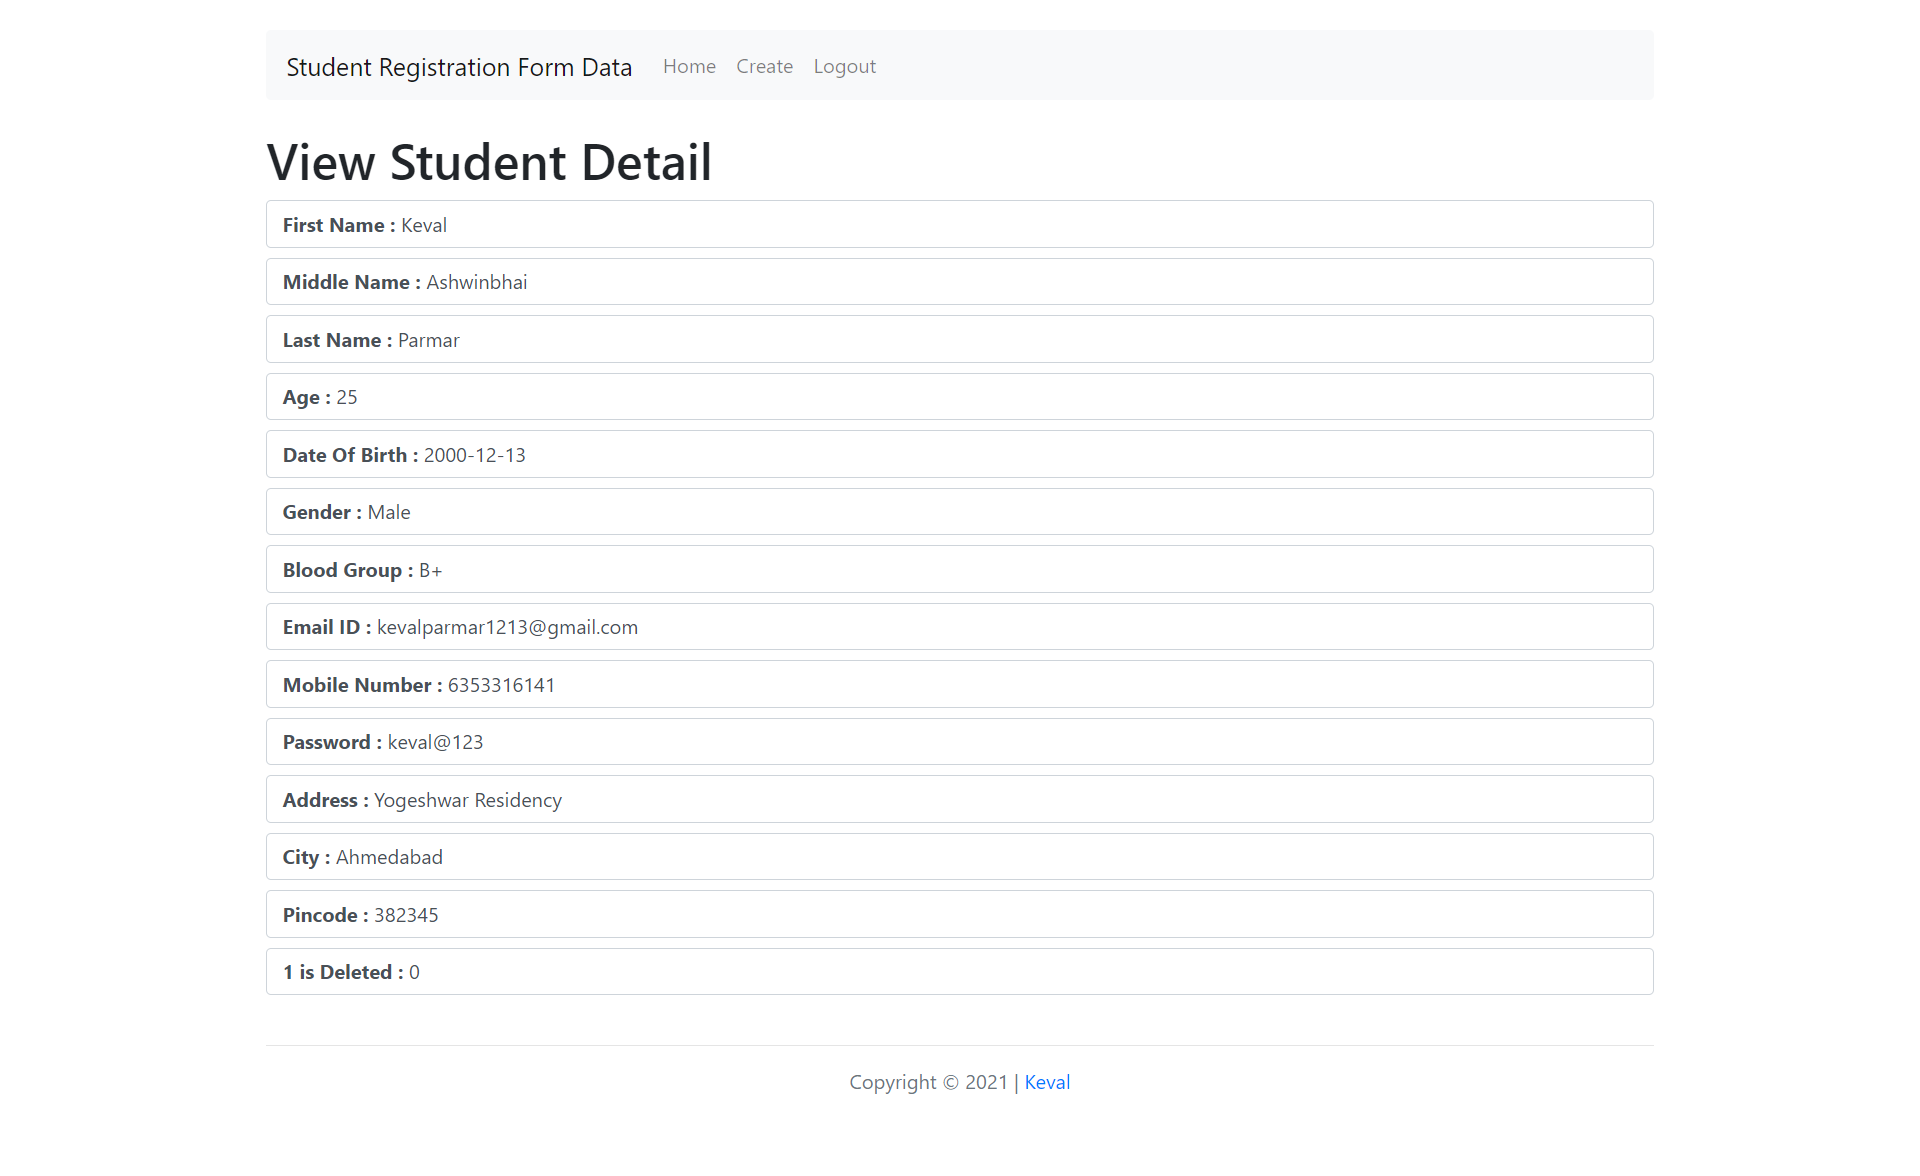 Student Registration Form Data Home Create Logout
View Student Detail
First Name : Keval
Middle Name : Ashwinbhai
Last Name : Parmar
Age : 25
Date Of Birth : 2000-12-13
Gender : Male
Blood Group : B+
Email ID : kevalparmar1213@gmail.com
Mobile Number : 6353316141
Password : keval@123
Address : Yogeshwar Residency
City : Ahmedabad
Pincode : 382345
1 is Deleted : 0
Copyright © 2021 | Keval